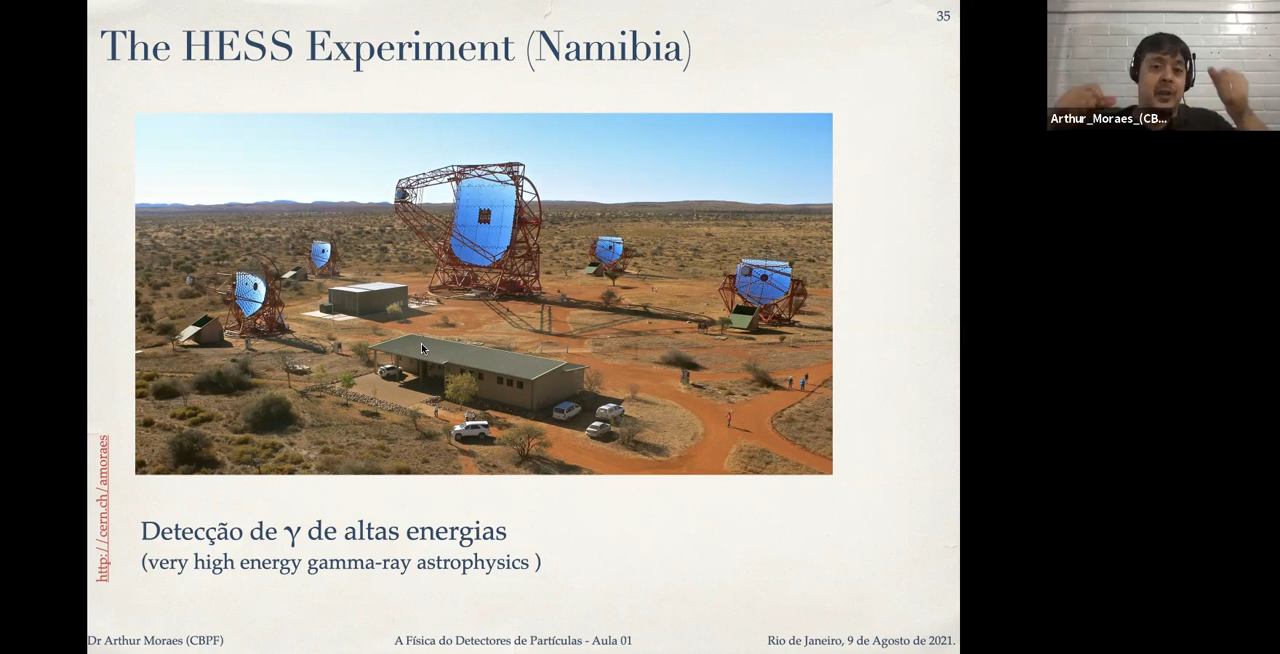 35
The HESS Experiment (Namibia)
Arthur_Moraes_(CB...
http://cern.ch/amoraes
Detecção de γ de altas energias
(very high energy gamma-ray astrophysics )
Dr Arthur Moraes (CBPF)
A Física do Detectores de Partículas - Aula 01
Rio de Janeiro, 9 de Agosto de 2021.